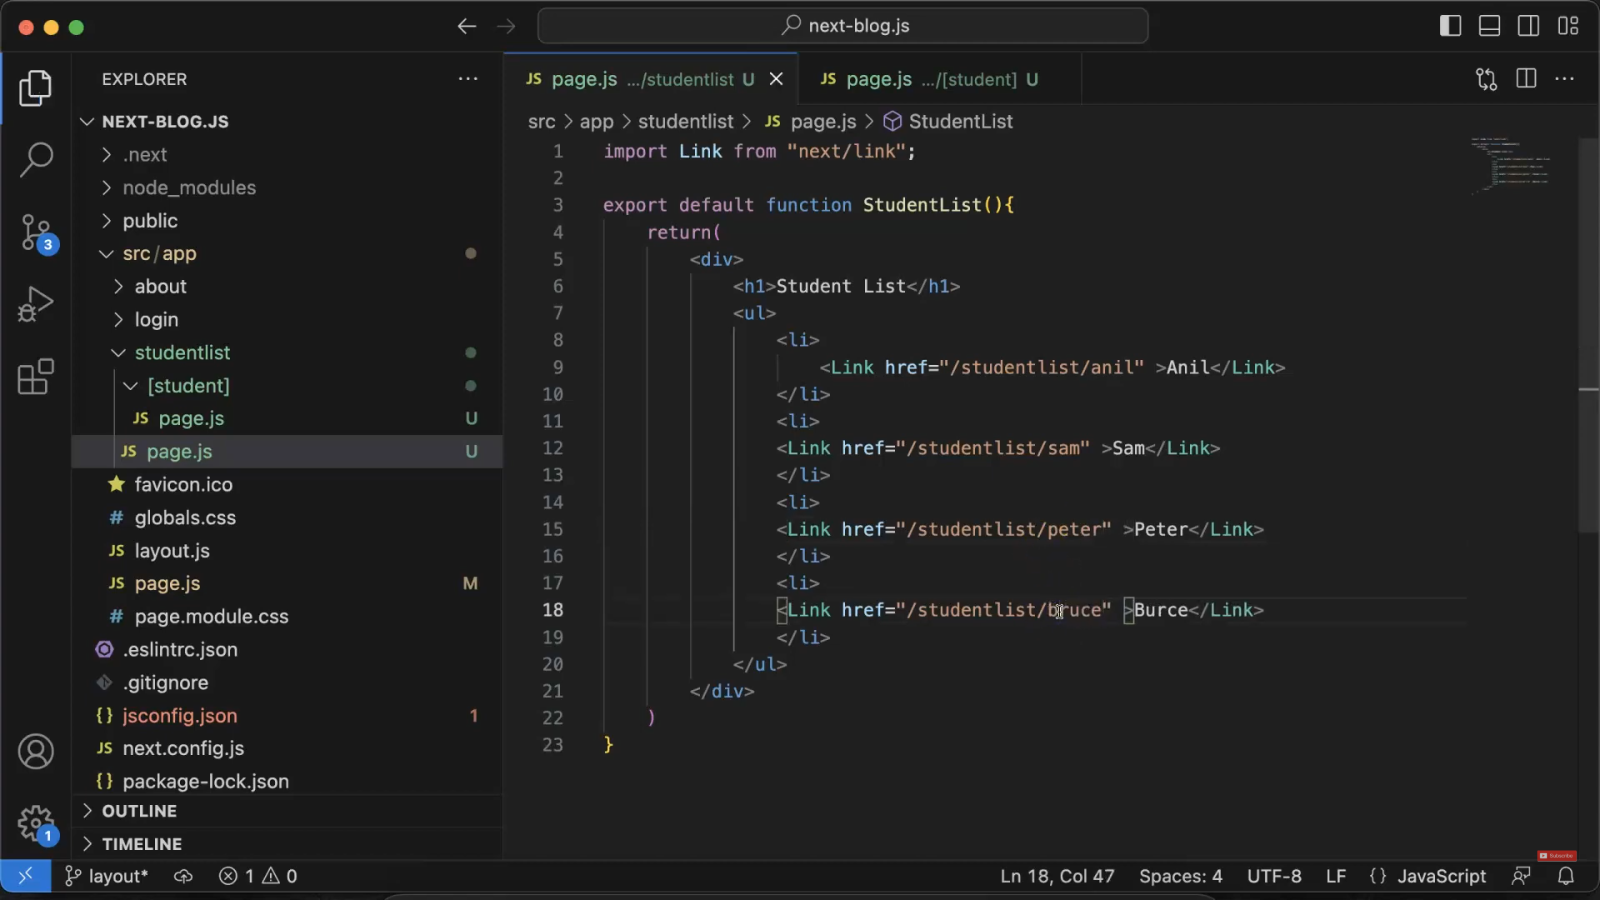 next-blog.js
EXPLORER
NEXT-BLOG.JS
.next
node_modules
public
src/app
about
login
studentlist
[student]
JS page.js U
JS page.js U
favicon.ico
# globals.css
JS layout.js
JS page.js M
# page.module.css
.eslintrc.json
.gitignore
{} jsconfig.json 1
JS next.config.js
{} package-lock.json
OUTLINE
TIMELINE
3
1
JS page.js .../studentlist U
JS page.js .../[student] U
src > app > studentlist > JS page.js > StudentList
1 import Link from "next/link";
2
3 export default function StudentList(){
4 return(
5 <div>
6 <h1>Student List</h1>
7 <ul>
8 <li>
9 <Link href="/studentlist/anil" >Anil</Link>
10 </li>
11 <li>
12 <Link href="/studentlist/sam" >Sam</Link>
13 </li>
14 <li>
15 <Link href="/studentlist/peter" >Peter</Link>
16 </li>
17 <li>
18 <Link href="/studentlist/bruce" >Burce</Link>
19 </li>
20 </ul>
21 </div>
22 )
23 }
Subscribe
layout* 1 0 Ln 18, Col 47 Spaces: 4 UTF-8 LF {} JavaScript